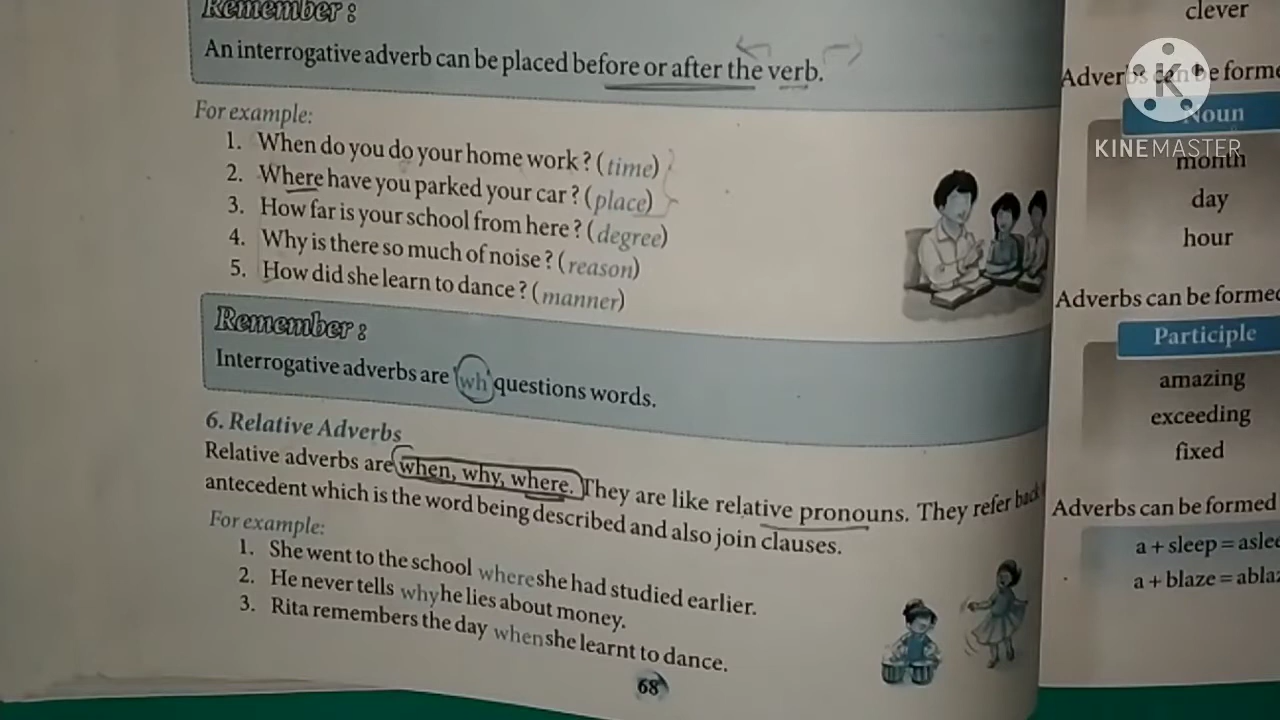 Remember :
An interrogative adverb can be placed before or after the verb.
For example:
1. When do you do your home work ? (time)
2. Where have you parked your car ? (place)
3. How far is your school from here ? (degree)
4. Why is there so much of noise ? (reason)
5. How did she learn to dance ? (manner)
Remember :
Interrogative adverbs are 'wh' questions words.
6. Relative Adverbs
Relative adverbs are when, why, where. They are like relative pronouns. They refer back
antecedent which is the word being described and also join clauses.
For example:
1. She went to the school where she had studied earlier.
2. He never tells why he lies about money.
3. Rita remembers the day when she learnt to dance.
68
clever
Adverbs can be forme
Noun
month
day
hour
Adverbs can be formed
Participle
amazing
exceeding
fixed
Adverbs can be formed
a + sleep = aslee
a + blaze = abla
K
KINEMASTER